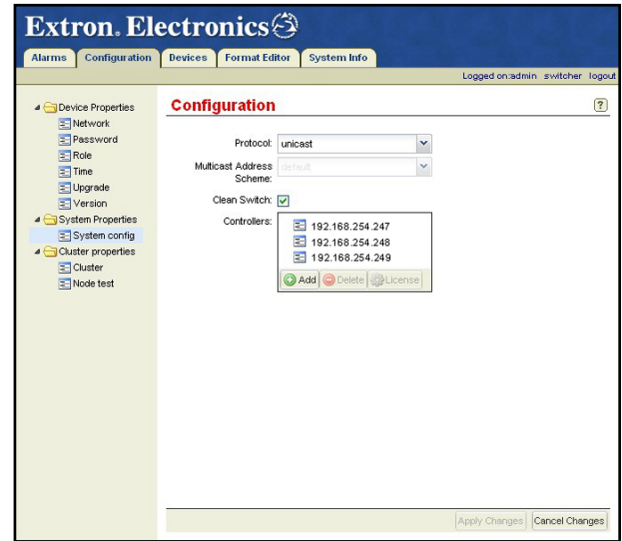 Extron. Electronics
Alarms Configuration Devices Format Editor System Info
Logged on:admin switcher logout
Device Properties
Network
Password
Role
Time
Upgrade
Version
System Properties
System config
Cluster properties
Cluster
Node test
Configuration
?
Protocol: unicast
Multicast Address Scheme: default
Clean Switch:
Controllers:
192.168.254.247
192.168.254.248
192.168.254.249
Add Delete License
Apply Changes Cancel Changes